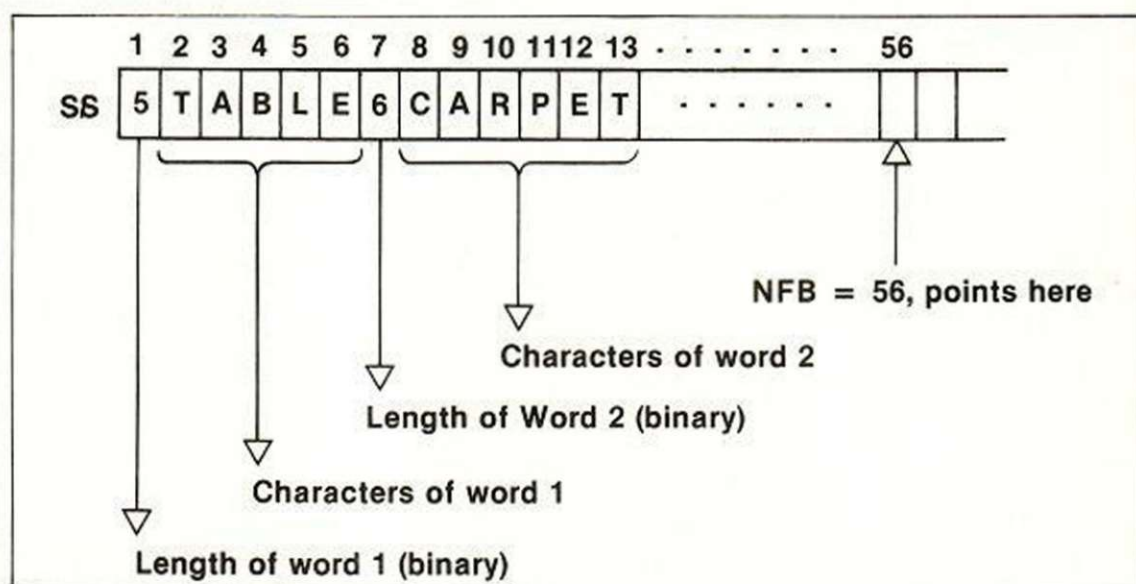 1 2 3 4 5 6 7 8 9 10 11 12 13 . . . . . . . 56
SS 5 T A B L E 6 C A R P E T . . . . . .
NFB = 56, points here
Characters of word 2
Length of Word 2 (binary)
Characters of word 1
Length of word 1 (binary)